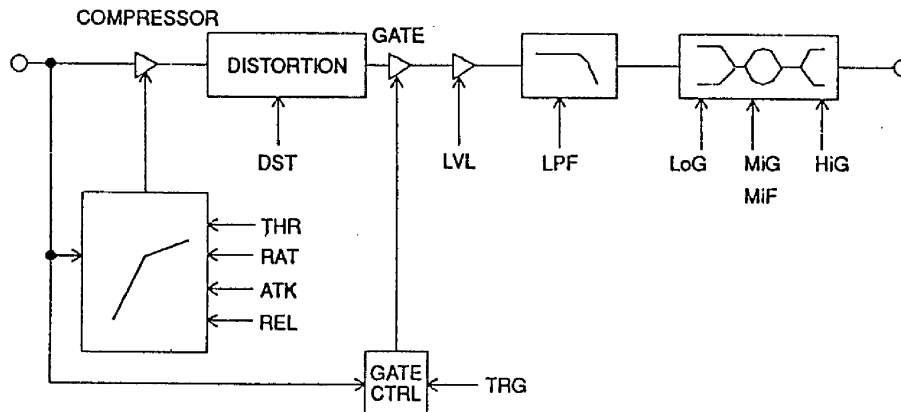 COMPRESSOR
GATE
DISTORTION
DST
LVL
LPF
LoG
MiG
HiG
MiF
THR
RAT
ATK
REL
GATE
CTRL
TRG